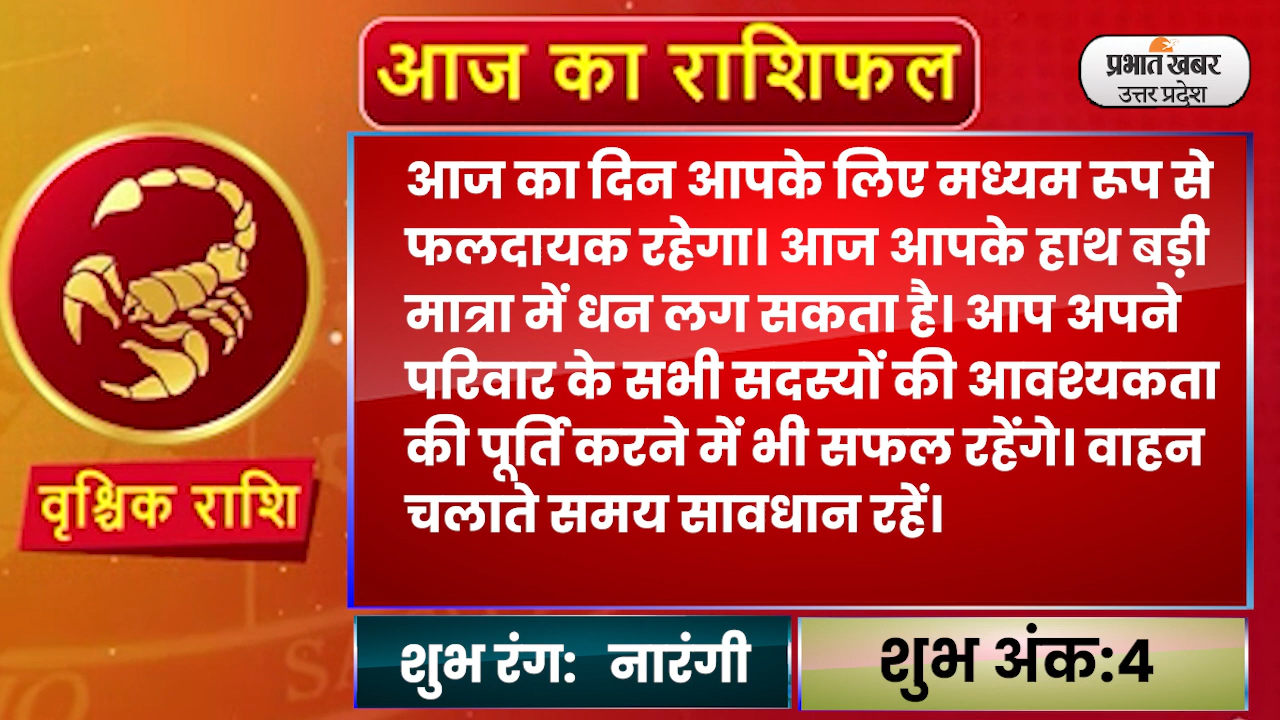 आज का राशिफल
प्रभात खबर
उत्तर प्रदेश
आज का दिन आपके लिए मध्यम रूप से
फलदायक रहेगा। आज आपके हाथ बड़ी
मात्रा में धन लग सकता है। आप अपने
परिवार के सभी सदस्यों की आवश्यकता
की पूर्ति करने में भी सफल रहेंगे। वाहन
चलाते समय सावधान रहें।
वृश्चिक राशि
शुभ रंग: नारंगी
शुभ अंक:4